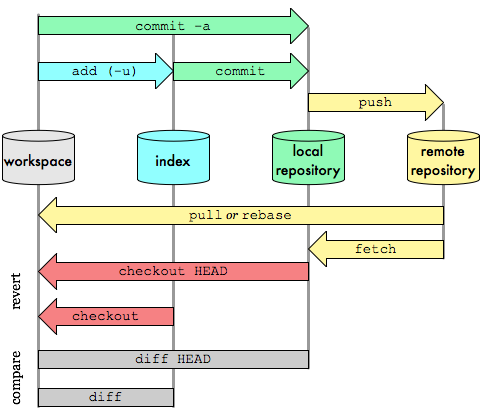 commit -a
add (-u)
commit
push
workspace
index
local
repository
remote
repository
pull or rebase
fetch
revert
checkout HEAD
checkout
compare
diff HEAD
diff